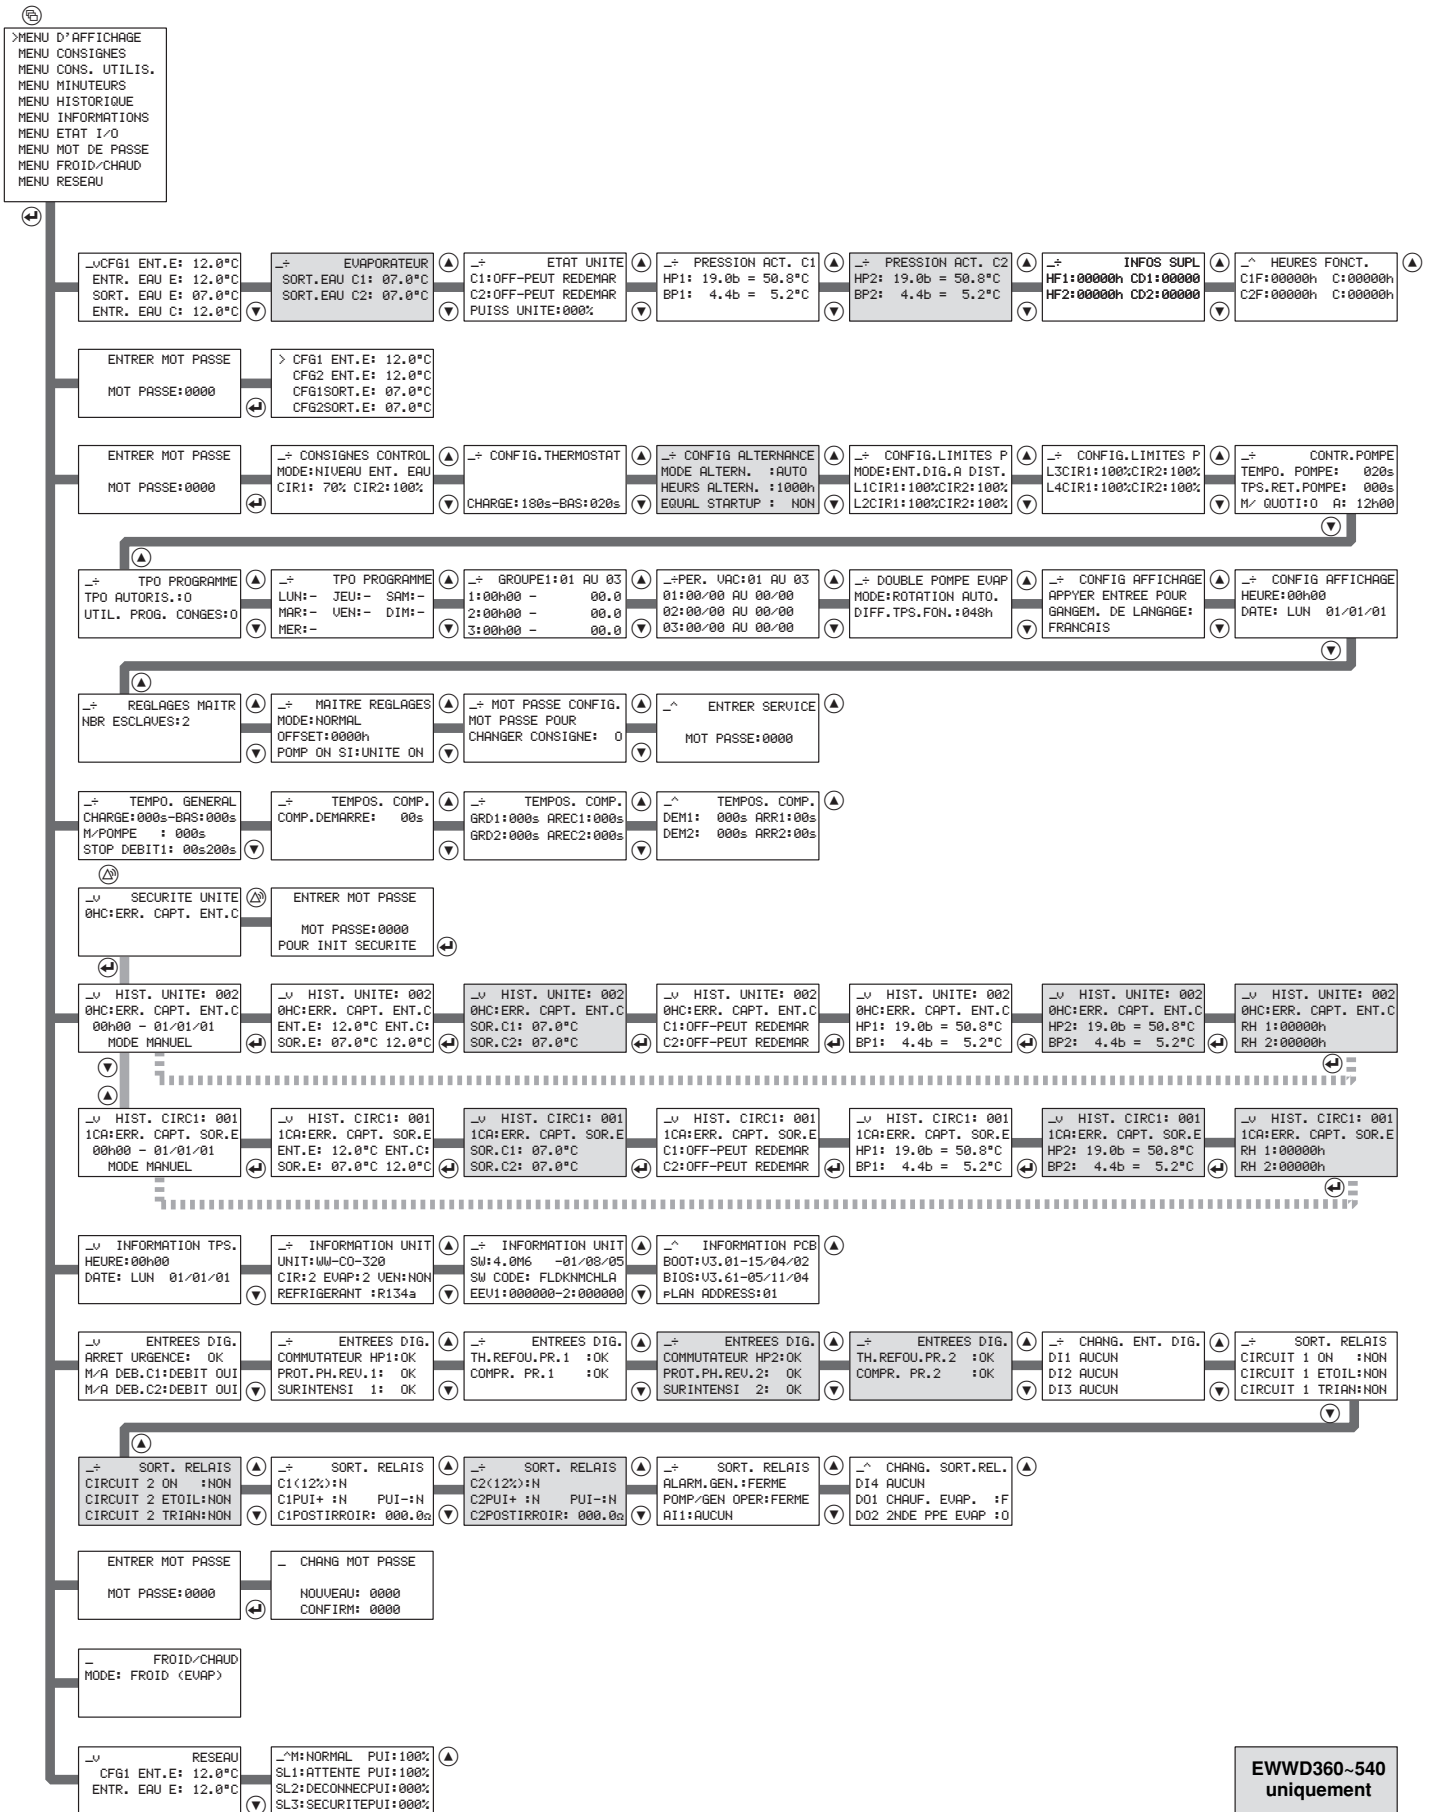 >MENU D'AFFICHAGE
MENU CONSIGNES
MENU CONS. UTILIS.
MENU MINUTEURS
MENU HISTORIQUE
MENU INFORMATIONS
MENU ETAT I/O
MENU MOT DE PASSE
MENU FROID/CHAUD
MENU RESEAU
_vCFG1 ENT.E: 12.0°C
ENTR. EAU E: 12.0°C
SORT. EAU E: 07.0°C
ENTR. EAU C: 12.0°C
_÷ EVAPORATEUR
SORT.EAU C1: 07.0°C
SORT.EAU C2: 07.0°C
_÷ ETAT UNITE
C1:OFF-PEUT REDEMAR
C2:OFF-PEUT REDEMAR
PUISS UNITE:000%
_÷ PRESSION ACT. C1
HP1: 19.0b = 50.8°C
BP1: 4.4b = 5.2°C
_÷ PRESSION ACT. C2
HP2: 19.0b = 50.8°C
BP2: 4.4b = 5.2°C
_÷ INFOS SUPL
HF1:00000h CD1:00000
HF2:00000h CD2:00000
_^ HEURES FONCT.
C1F:00000h C:00000h
C2F:00000h C:00000h
ENTRER MOT PASSE
MOT PASSE:0000
> CFG1 ENT.E: 12.0°C
CFG2 ENT.E: 12.0°C
CFG1SORT.E: 07.0°C
CFG2SORT.E: 07.0°C
ENTRER MOT PASSE
MOT PASSE:0000
_÷ CONSIGNES CONTROL
MODE:NIVEAU ENT. EAU
CIR1: 70% CIR2:100%
_÷ CONFIG.THERMOSTAT
CHARGE:180s-BAS:020s
_÷ CONFIG ALTERNANCE
MODE ALTERN. :AUTO
HEURS ALTERN. :1000h
EQUAL STARTUP : NON
_÷ CONFIG.LIMITES P
MODE:ENT.DIG.A DIST.
L1CIR1:100%CIR2:100%
L2CIR1:100%CIR2:100%
_÷ CONFIG.LIMITES P
L3CIR1:100%CIR2:100%
L4CIR1:100%CIR2:100%
_÷ CONTR.POMPE
TEMPO. POMPE: 020s
TPS.RET.POMPE: 000s
M/ QUOTI:O A: 12h00
_÷ TPO PROGRAMME
TPO AUTORIS.:O
UTIL. PROG. CONGES:O
_÷ TPO PROGRAMME
LUN:- JEU:- SAM:-
MAR:- VEN:- DIM:-
MER:-
_÷ GROUPE1:01 AU 03
1:00h00 - 00.0
2:00h00 - 00.0
3:00h00 - 00.0
_÷PER. VAC:01 AU 03
01:00/00 AU 00/00
02:00/00 AU 00/00
03:00/00 AU 00/00
_÷ DOUBLE POMPE EVAP
MODE:ROTATION AUTO.
DIFF.TPS.FON.:048h
_÷ CONFIG AFFICHAGE
APPYER ENTREE POUR
GANGEM. DE LANGAGE:
FRANCAIS
_÷ CONFIG AFFICHAGE
HEURE:00h00
DATE: LUN 01/01/01
_÷ REGLAGES MAITR
NBR ESCLAVES:2
_÷ MAITRE REGLAGES
MODE:NORMAL
OFFSET:0000h
POMP ON SI:UNITE ON
_÷ MOT PASSE CONFIG.
MOT PASSE POUR
CHANGER CONSIGNE: O
_^ ENTRER SERVICE
MOT PASSE:0000
_÷ TEMPO. GENERAL
CHARGE:000s-BAS:000s
M/POMPE : 000s
STOP DEBIT1: 00s200s
_÷ TEMPOS. COMP.
COMP.DEMARRE: 00s
_÷ TEMPOS. COMP.
GRD1:000s AREC1:000s
GRD2:000s AREC2:000s
_^ TEMPOS. COMP.
DEM1: 000s ARR1:00s
DEM2: 000s ARR2:00s
_v SECURITE UNITE
0HC:ERR. CAPT. ENT.C
ENTRER MOT PASSE
MOT PASSE:0000
POUR INIT SECURITE
_v HIST. UNITE: 002
0HC:ERR. CAPT. ENT.C
00h00 - 01/01/01
MODE MANUEL
_v HIST. UNITE: 002
0HC:ERR. CAPT. ENT.C
ENT.E: 12.0°C ENT.C:
SOR.E: 07.0°C 12.0°C
_v HIST. UNITE: 002
0HC:ERR. CAPT. ENT.C
SOR.C1: 07.0°C
SOR.C2: 07.0°C
_v HIST. UNITE: 002
0HC:ERR. CAPT. ENT.C
C1:OFF-PEUT REDEMAR
C2:OFF-PEUT REDEMAR
_v HIST. UNITE: 002
0HC:ERR. CAPT. ENT.C
HP1: 19.0b = 50.8°C
BP1: 4.4b = 5.2°C
_v HIST. UNITE: 002
0HC:ERR. CAPT. ENT.C
HP2: 19.0b = 50.8°C
BP2: 4.4b = 5.2°C
_v HIST. UNITE: 002
0HC:ERR. CAPT. ENT.C
RH 1:00000h
RH 2:00000h
_v HIST. CIRC1: 001
1CA:ERR. CAPT. SOR.E
00h00 - 01/01/01
MODE MANUEL
_v HIST. CIRC1: 001
1CA:ERR. CAPT. SOR.E
ENT.E: 12.0°C ENT.C:
SOR.E: 07.0°C 12.0°C
_v HIST. CIRC1: 001
1CA:ERR. CAPT. SOR.E
SOR.C1: 07.0°C
SOR.C2: 07.0°C
_v HIST. CIRC1: 001
1CA:ERR. CAPT. SOR.E
C1:OFF-PEUT REDEMAR
C2:OFF-PEUT REDEMAR
_v HIST. CIRC1: 001
1CA:ERR. CAPT. SOR.E
HP1: 19.0b = 50.8°C
BP1: 4.4b = 5.2°C
_v HIST. CIRC1: 001
1CA:ERR. CAPT. SOR.E
HP2: 19.0b = 50.8°C
BP2: 4.4b = 5.2°C
_v HIST. CIRC1: 001
1CA:ERR. CAPT. SOR.E
RH 1:00000h
RH 2:00000h
_v INFORMATION TPS.
HEURE:00h00
DATE: LUN 01/01/01
_÷ INFORMATION UNIT
UNIT:WW-CO-320
CIR:2 EVAP:2 VEN:NON
REFRIGERANT :R134a
_÷ INFORMATION UNIT
SW:4.0M6 -01/08/05
SW CODE: FLDKNMCHLA
EEV1:000000-2:000000
_^ INFORMATION PCB
BOOT:V3.01-15/04/02
BIOS:V3.61-05/11/04
pLAN ADDRESS:01
_v ENTREES DIG.
ARRET URGENCE: OK
M/A DEB.C1:DEBIT OUI
M/A DEB.C2:DEBIT OUI
_÷ ENTREES DIG.
COMMUTATEUR HP1:OK
PROT.PH.REV.1: OK
SURINTENSI 1: OK
_÷ ENTREES DIG.
TH.REFOU.PR.1 :OK
COMPR. PR.1 :OK
_÷ ENTREES DIG.
COMMUTATEUR HP2:OK
PROT.PH.REV.2: OK
SURINTENSI 2: OK
_÷ ENTREES DIG.
TH.REFOU.PR.2 :OK
COMPR. PR.2 :OK
_÷ CHANG. ENT. DIG.
DI1 AUCUN
DI2 AUCUN
DI3 AUCUN
_÷ SORT. RELAIS
CIRCUIT 1 ON :NON
CIRCUIT 1 ETOIL:NON
CIRCUIT 1 TRIAN:NON
_÷ SORT. RELAIS
CIRCUIT 2 ON :NON
CIRCUIT 2 ETOIL:NON
CIRCUIT 2 TRIAN:NON
_÷ SORT. RELAIS
C1(12%):N
C1PUI+ :N PUI-:N
C1POSTIRROIR: 000.0Ω
_÷ SORT. RELAIS
C2(12%):N
C2PUI+ :N PUI-:N
C2POSTIRROIR: 000.0Ω
_÷ SORT. RELAIS
ALARM.GEN.:FERME
POMP/GEN OPER:FERME
AI1:AUCUN
_^ CHANG. SORT.REL.
DI4 AUCUN
DO1 CHAUF. EVAP. :F
DO2 2NDE PPE EVAP :O
ENTRER MOT PASSE
MOT PASSE:0000
_ CHANG MOT PASSE
NOUVEAU: 0000
CONFIRM: 0000
_ FROID/CHAUD
MODE: FROID (EVAP)
_v RESEAU
CFG1 ENT.E: 12.0°C
ENTR. EAU E: 12.0°C
_^M:NORMAL PUI:100%
SL1:ATTENTE PUI:100%
SL2:DECONNECPUI:000%
SL3:SECURITEPUI:000%
EWWD360~540
uniquement